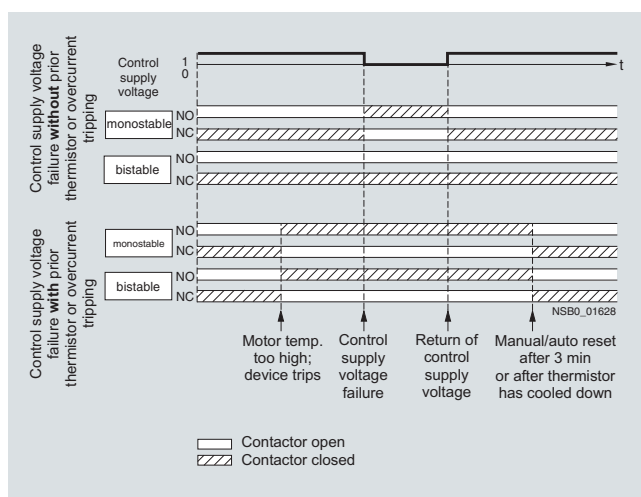 Control supply voltage
failure without prior
thermistor or overcurrent
tripping
Control
supply
voltage
1
0
t
monostable
NO
NC
bistable
NO
NC
Control supply voltage
failure with prior
thermistor or overcurrent
tripping
monostable
NO
NC
bistable
NO
NC
NSB0_01628
Motor temp.
too high;
device trips
Control
supply
voltage
failure
Return of
control
supply
voltage
Manual/auto reset
after 3 min
or after thermistor
has cooled down
Contactor open
Contactor closed